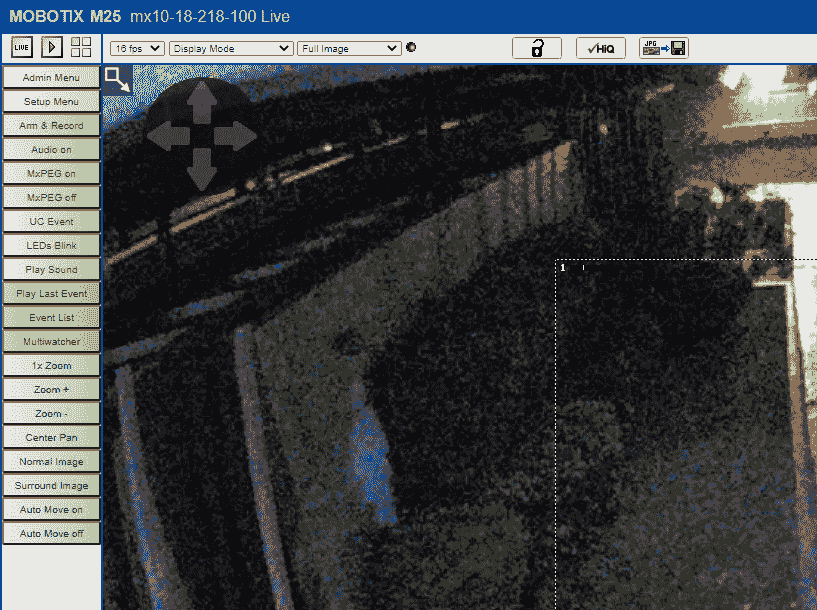 MOBOTIX M25 mx10-18-218-100 Live
LIVE
16 fps
Display Mode
Full Image
HiQ
JPG
Admin Menu
Setup Menu
Arm & Record
Audio on
MxPEG on
MxPEG off
UC Event
LEDs Blink
Play Sound
Play Last Event
Event List
Multiwatcher
1x Zoom
Zoom +
Zoom -
Center Pan
Normal Image
Surround Image
Auto Move on
Auto Move off
1